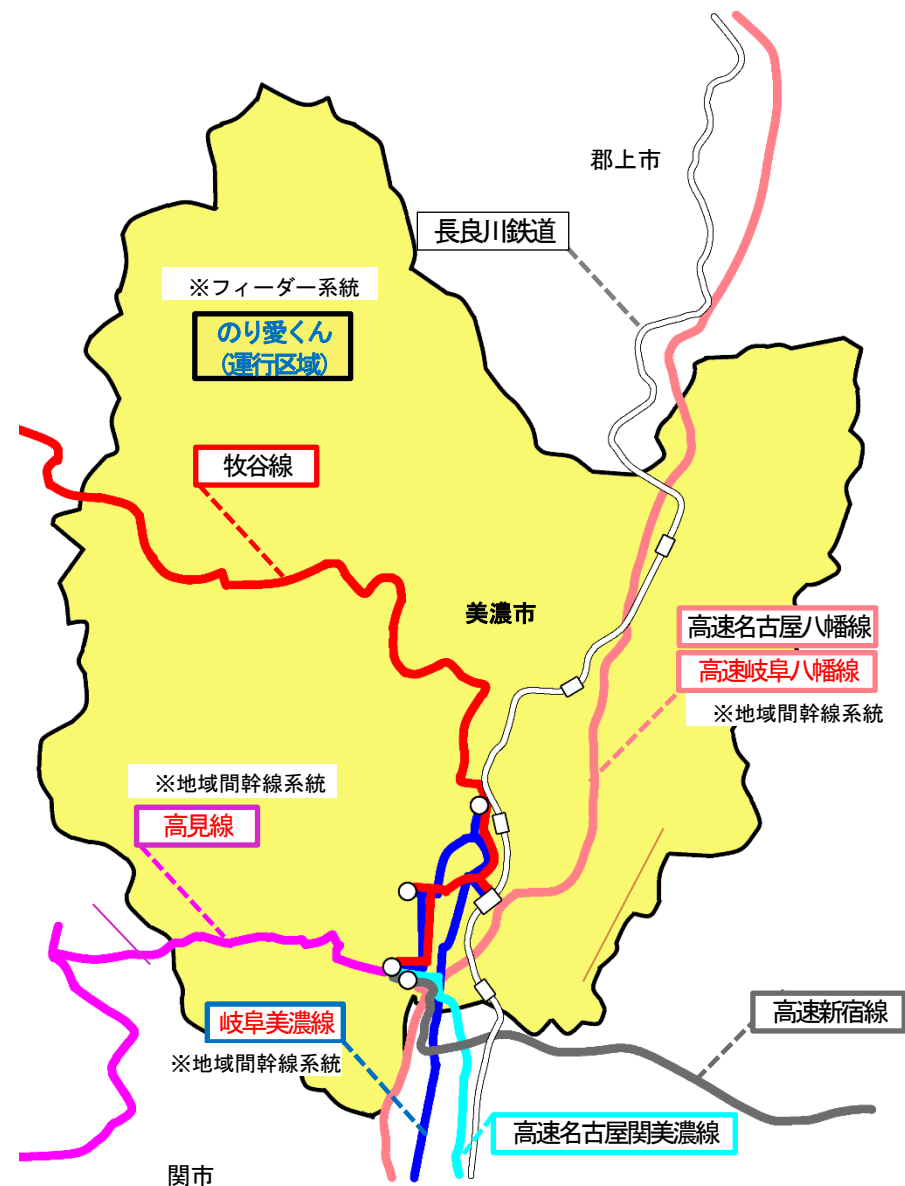 郡上市
長良川鉄道
※フィーダー系統
のり愛くん
(運行区域)
牧谷線
美濃市
高速名古屋八幡線
高速岐阜八幡線
※地域間幹線系統
※地域間幹線系統
高見線
岐阜美濃線
※地域間幹線系統
高速新宿線
高速名古屋関美濃線
関市